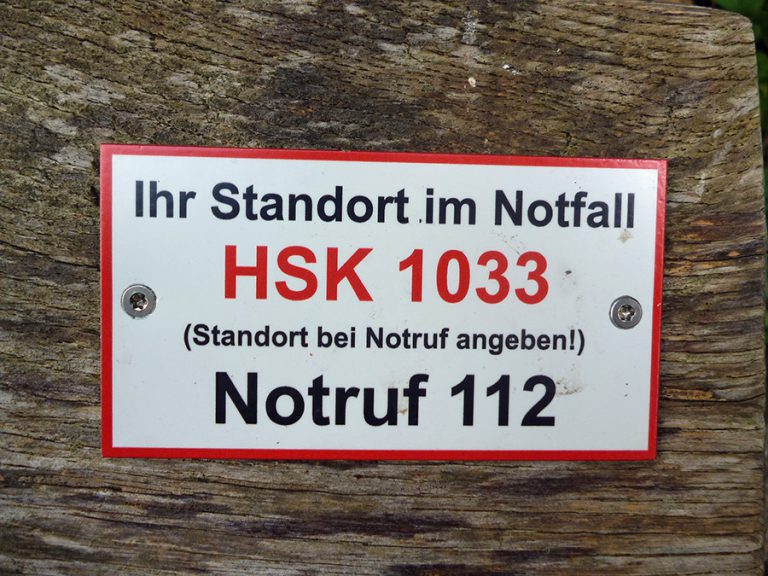 Ihr Standort im Notfall
HSK 1033
(Standort bei Notruf angeben!)
Notruf 112